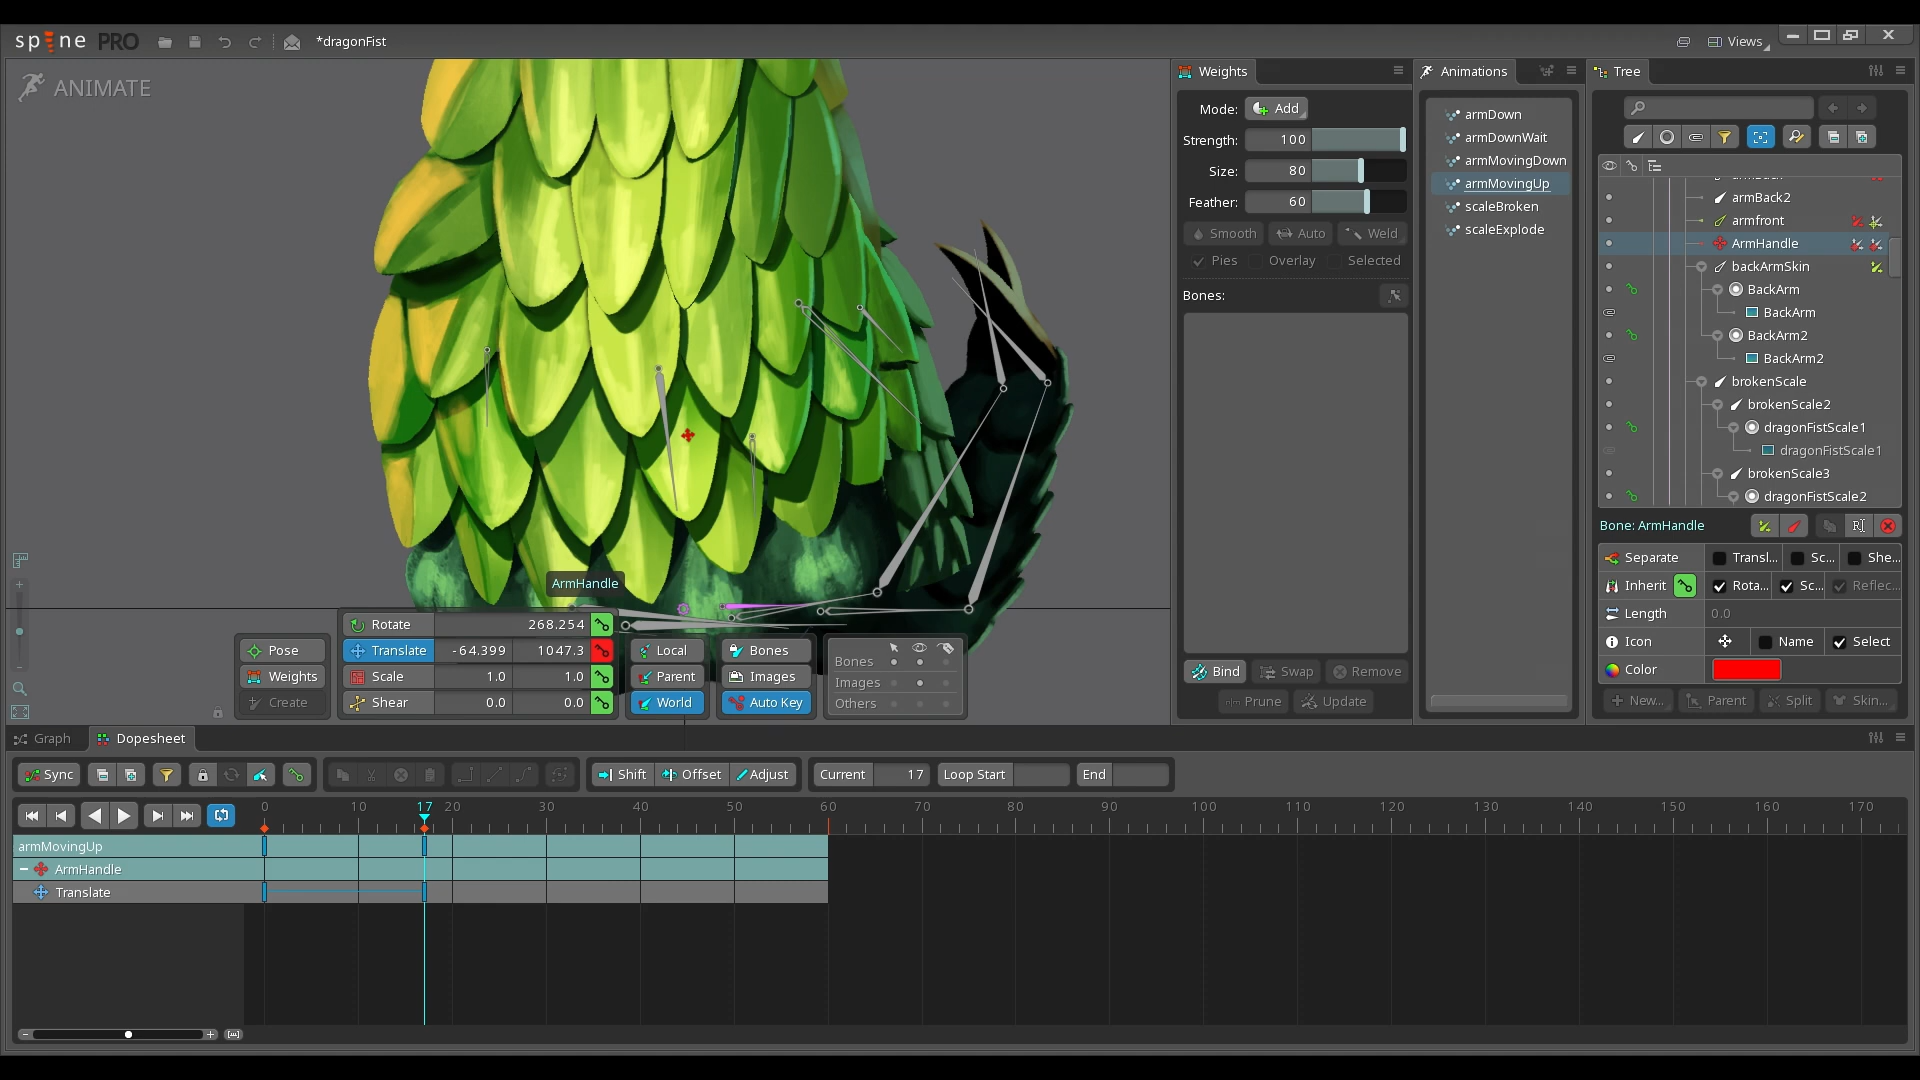 spine PRO
*dragonFist
Views
ANIMATE
ArmHandle
Pose
Weights
Create
Rotate 268.254
Translate -64.399 1047.3
Scale 1.0 1.0
Shear 0.0 0.0
Local
Parent
World
Bones
Images
Auto Key
Bones
Images
Others
Weights
Mode: Add
Strength: 100
Size: 80
Feather: 60
Smooth Auto Weld
Pies Overlay Selected
Bones:
Bind Swap Remove
Prune Update
Animations
armDown
armDownWait
armMovingDown
armMovingUp
scaleBroken
scaleExplode
Tree
armBack2
armfront
ArmHandle
backArmSkin
BackArm
BackArm
BackArm2
BackArm2
brokenScale
brokenScale2
dragonFistScale1
dragonFistScale1
brokenScale3
dragonFistScale2
Bone: ArmHandle
Separate Transl... Sc... She...
Inherit Rota... Sc... Reflec...
Length 0.0
Icon Name Select
Color
New... Parent Split Skin...
Graph Dopesheet
Sync Shift Offset Adjust Current 17 Loop Start End
0 10 17 20 30 40 50 60 70 80 90 100 110 120 130 140 150 160 170
armMovingUp
ArmHandle
Translate